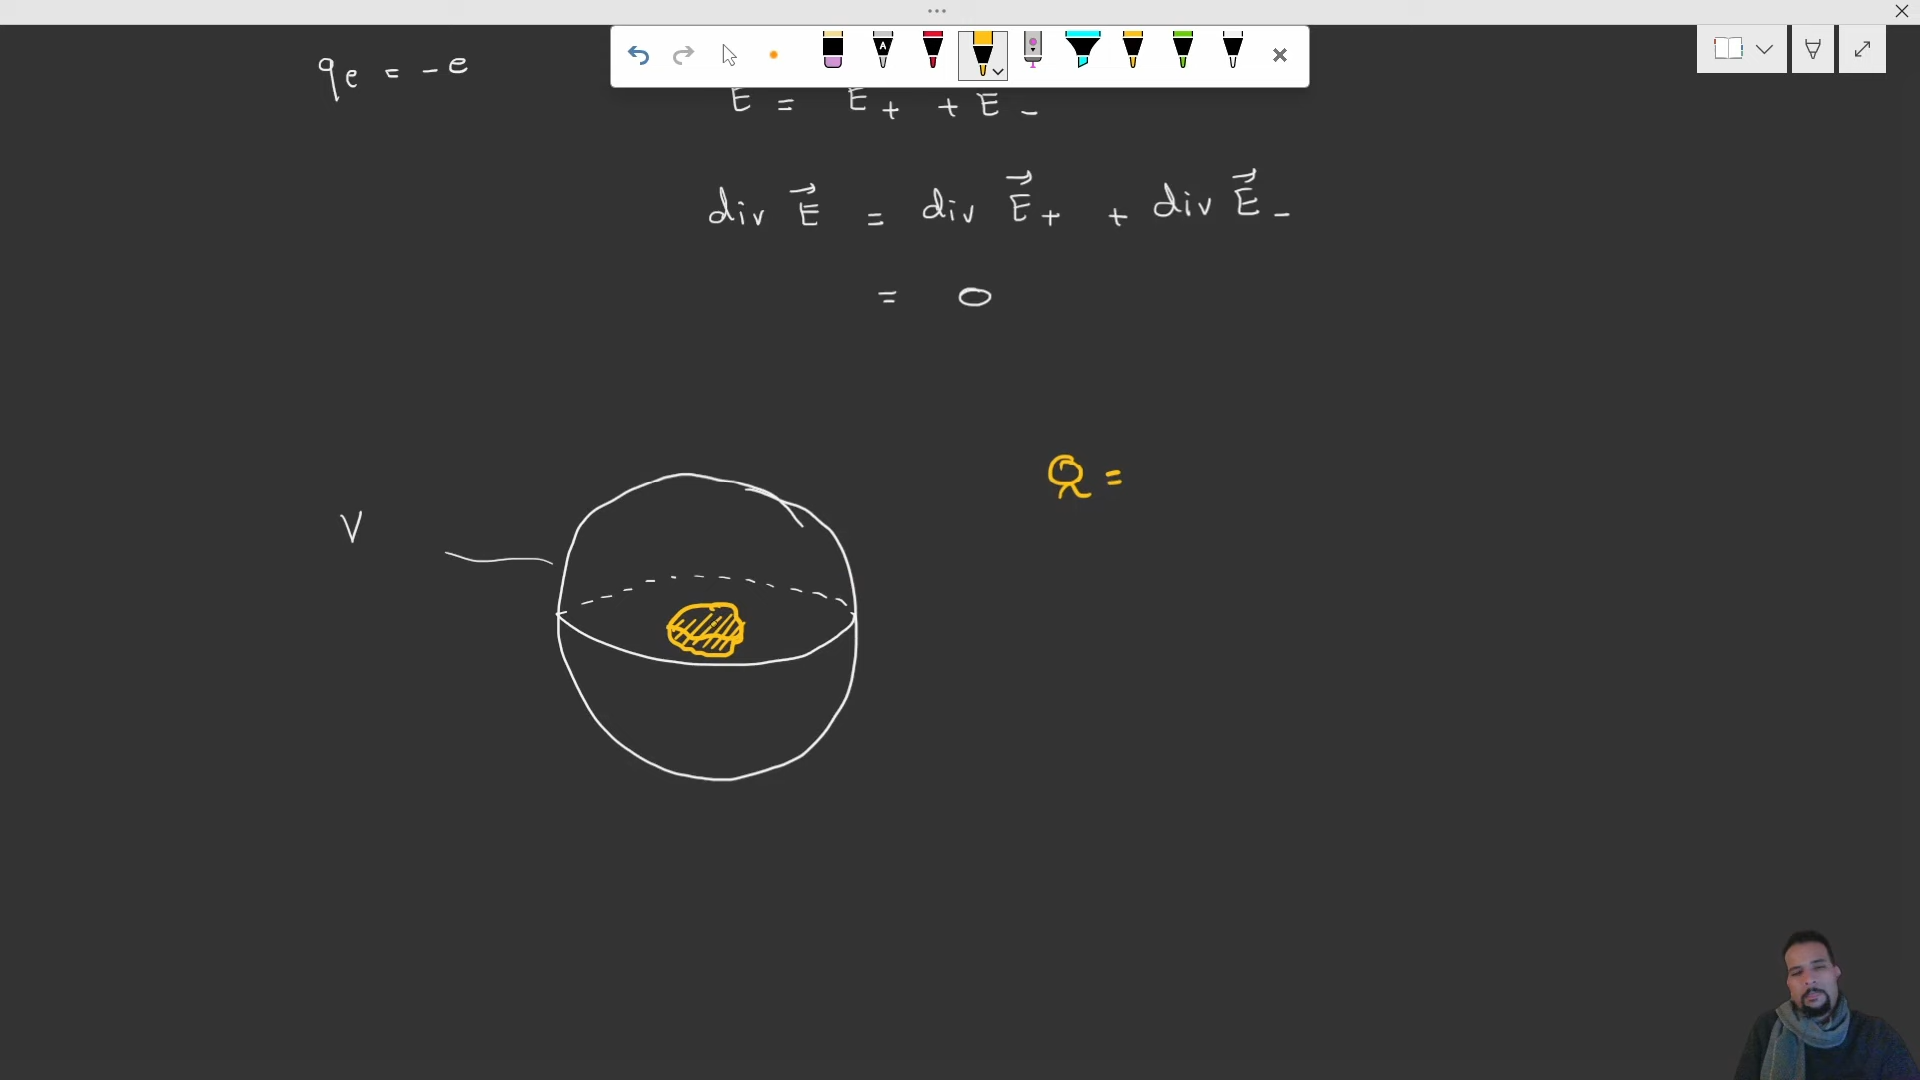 qe = -e
E = E+ + E-
div E⃗ = div E⃗+ + div E⃗-
= 0
Q =
V